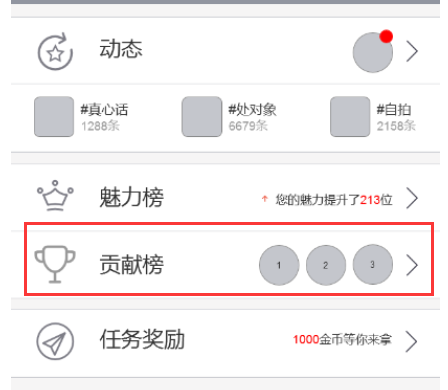 动态
#真心话 #处对象 #自拍
1288条 6679条 2158条
魅力榜 ↑ 您的魅力提升了213位
贡献榜 1 2 3
任务奖励 1000金币等你来拿